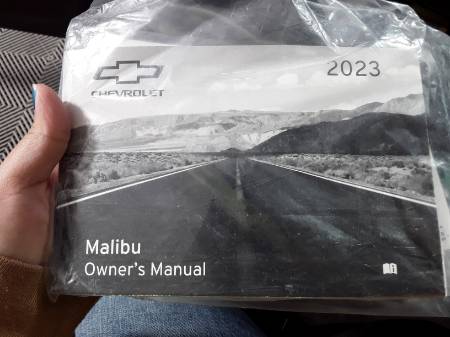 2023
CHEVROLET
Malibu
Owner's Manual